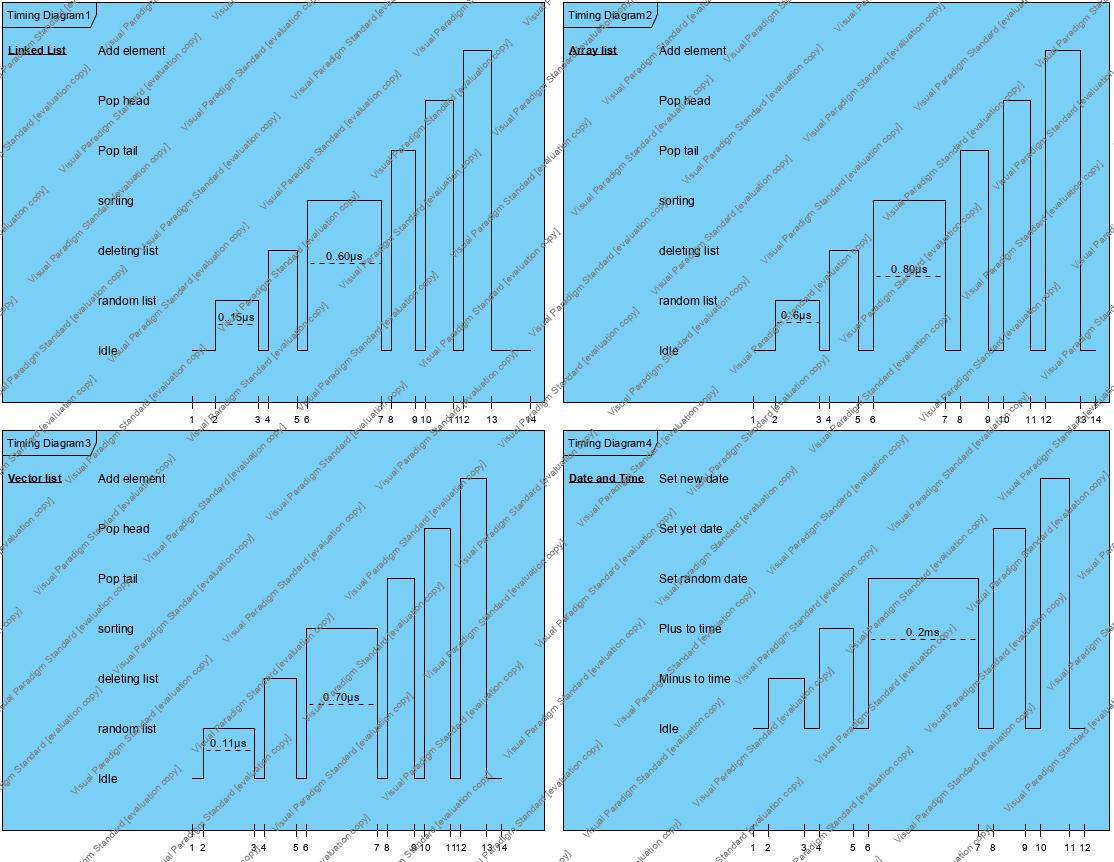 Timing Diagram1
Linked List
Add element
Pop head
Pop tail
sorting
0..60µs
deleting list
random list
0..15µs
Idle
1 2 3 4 5 6 7 8 9 10 11 12 13 14
Timing Diagram2
Array list
Add element
Pop head
Pop tail
sorting
0..80µs
deleting list
random list
0..6µs
Idle
1 2 3 4 5 6 7 8 9 10 11 12 13 14
Timing Diagram3
Vector list
Add element
Pop head
Pop tail
sorting
0..70µs
deleting list
random list
0..11µs
Idle
1 2 3 4 5 6 7 8 9 10 11 12 13 14
Timing Diagram4
Date and Time
Set new date
Set yet date
Set random date
Plus to time
0..2ms
Minus to time
Idle
1 2 3 4 5 6 7 8 9 10 11 12
Visual Paradigm Standard [evaluation copy]